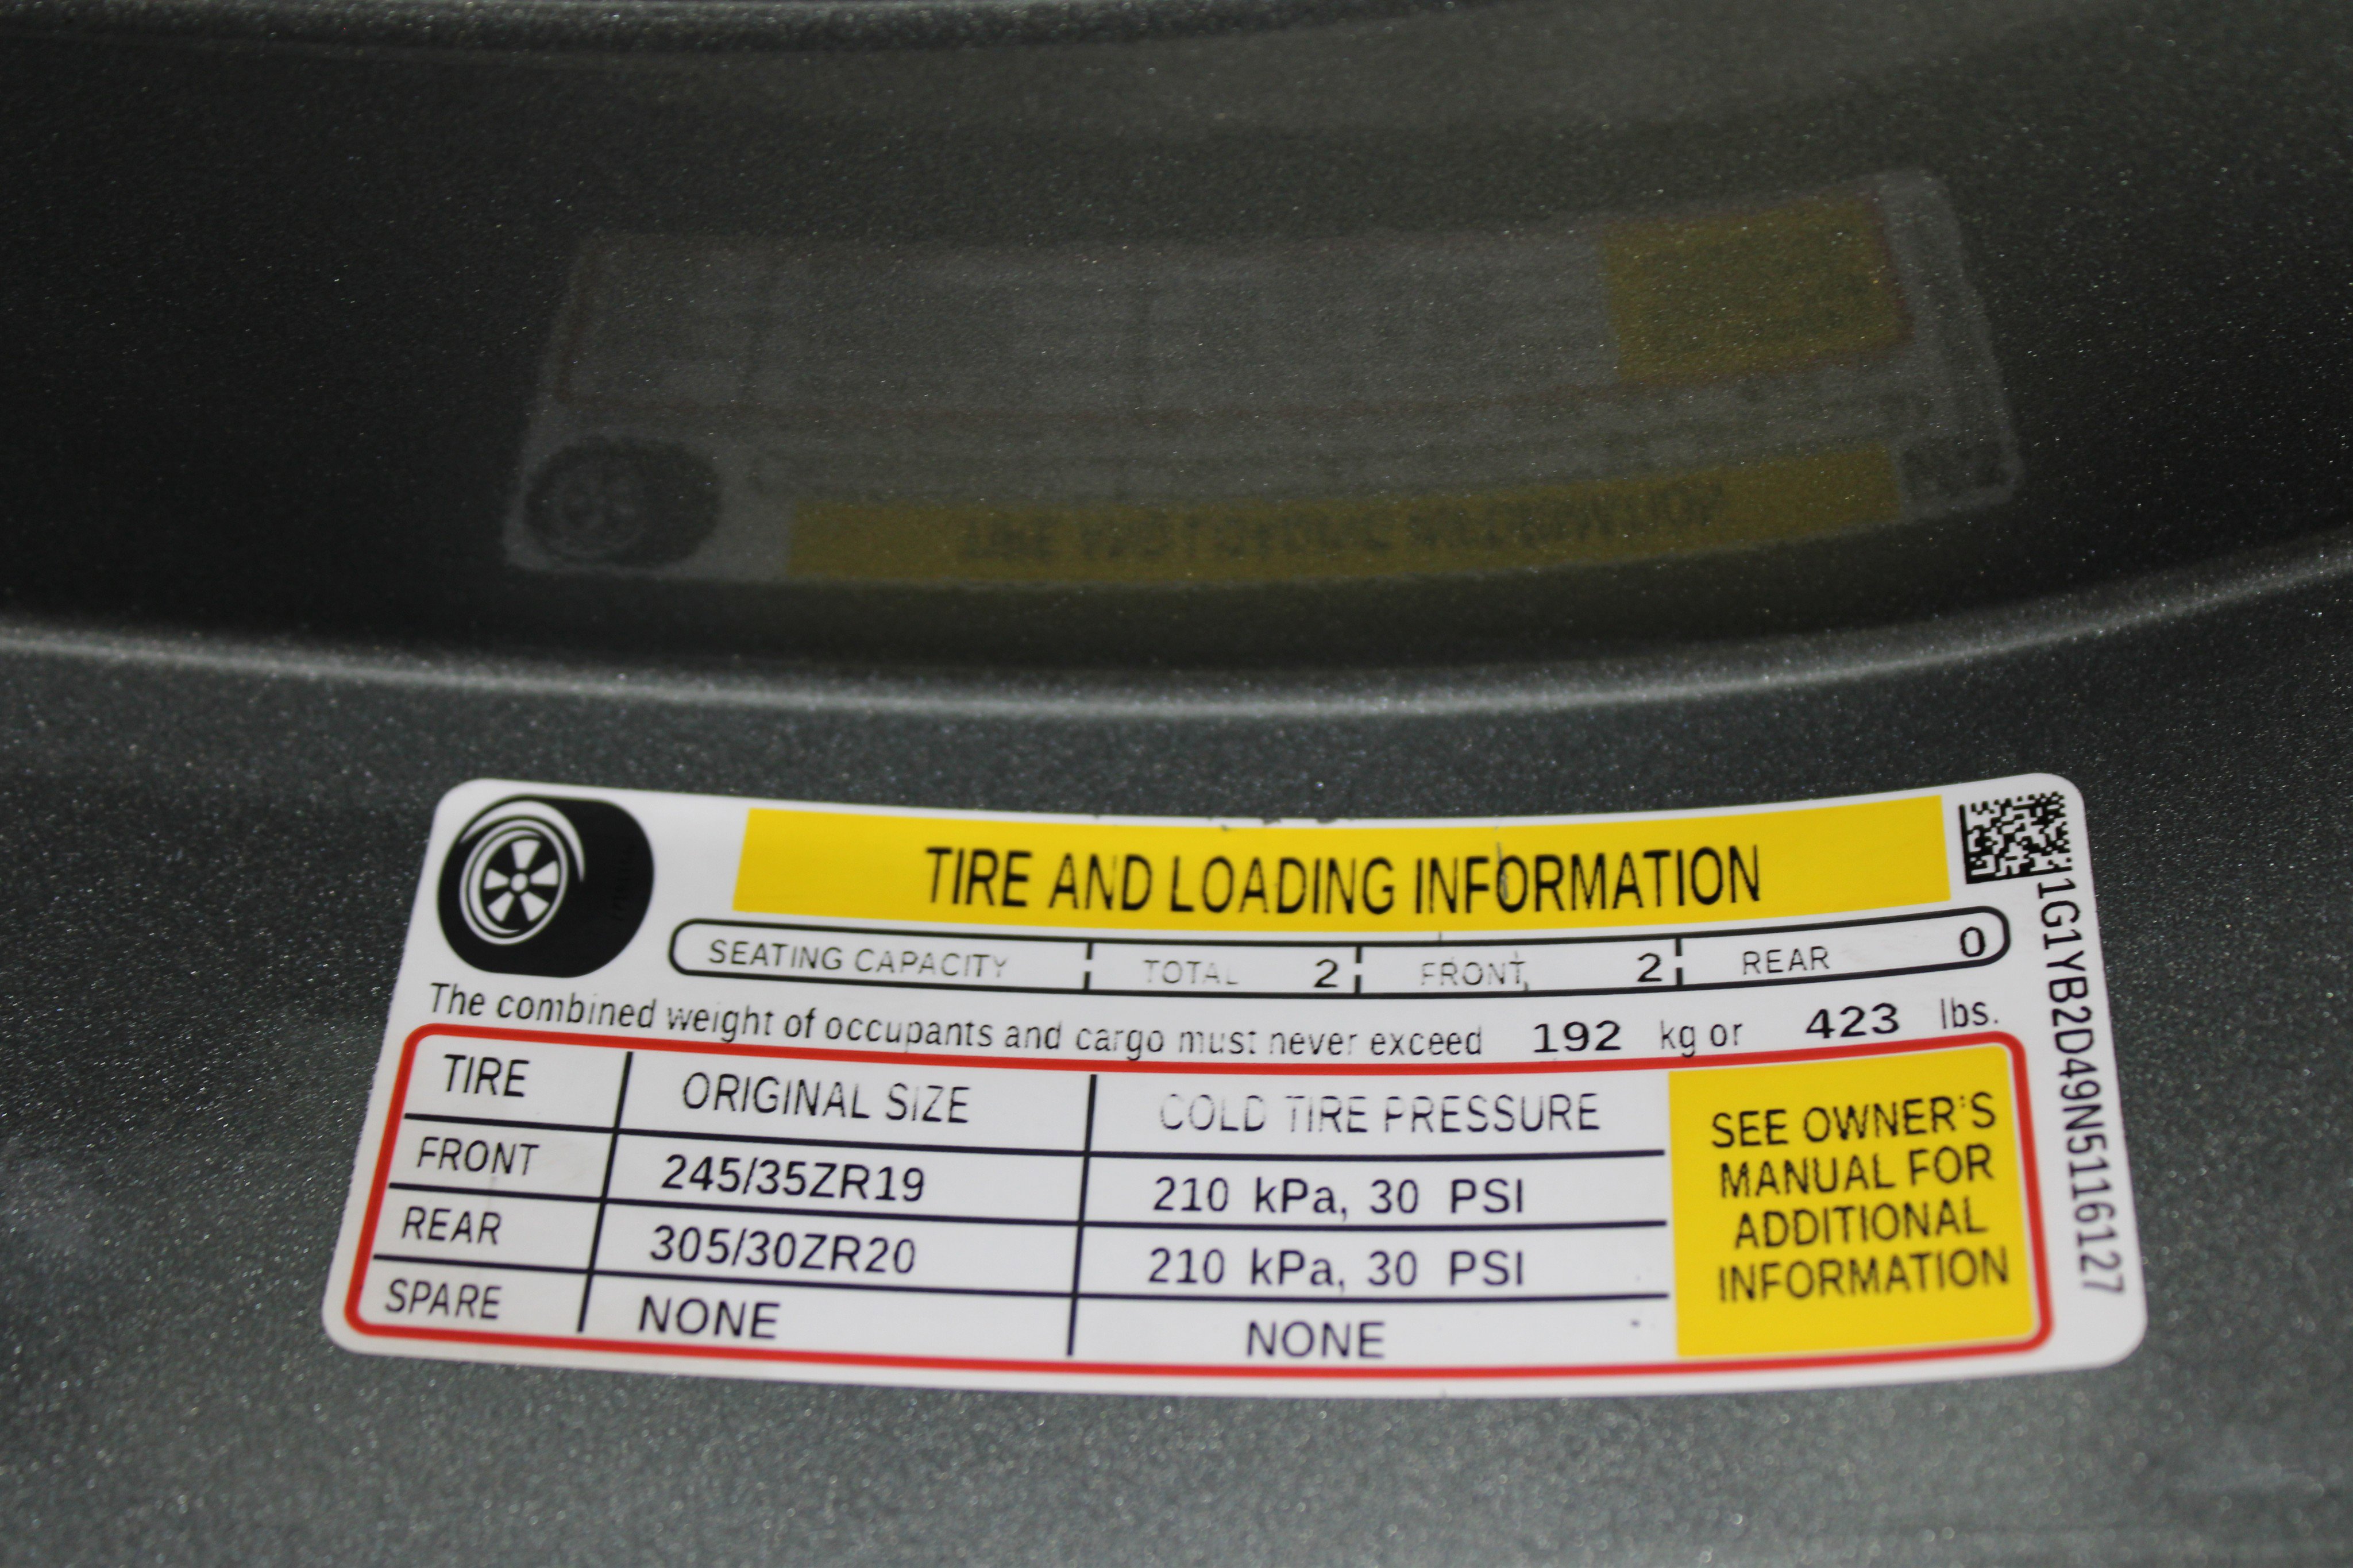 TIRE AND LOADING INFORMATION
SEATING CAPACITY TOTAL 2 FRONT 2 REAR 0
The combined weight of occupants and cargo must never exceed 192 kg or 423 lbs.
TIRE ORIGINAL SIZE COLD TIRE PRESSURE
FRONT 245/35ZR19 210 kPa, 30 PSI
REAR 305/30ZR20 210 kPa, 30 PSI
SPARE NONE NONE
SEE OWNER'S
MANUAL FOR
ADDITIONAL
INFORMATION
1G1YB2D49N5116127